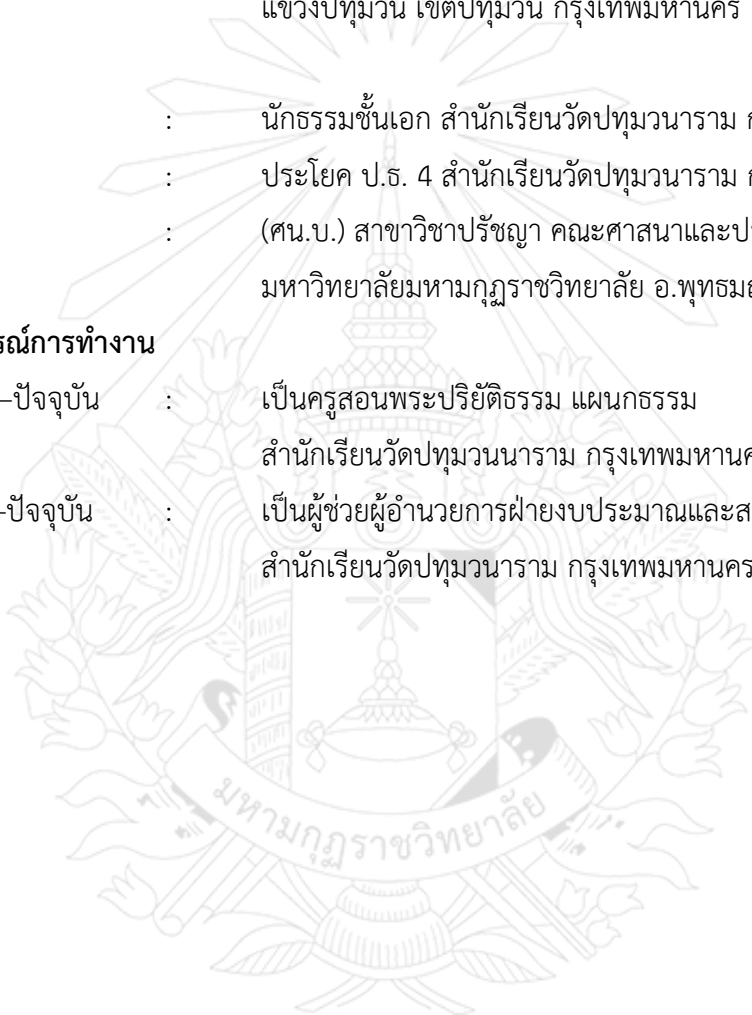 แขวงปทุมวัน เขตปทุมวัน กรุงเทพมหานคร
: นักธรรมชั้นเอก สำนักเรียนวัดปทุมวนาราม
: ประโยค ป.ธ. 4 สำนักเรียนวัดปทุมวนาราม
: (ศน.บ.) สาขาวิชาปรัชญา คณะศาสนาและ
มหาวิทยาลัยมหามกุฏราชวิทยาลัย
การทำงาน
–ปัจจุบัน : เป็นครูสอนพระปริยัติธรรม แผนกธรรม
สำนักเรียนวัดปทุมวนนาราม กรุงเทพมหานค
-ปัจจุบัน : เป็นผู้ช่วยผู้อำนวยการฝ่ายงบประมาณและ
สำนักเรียนวัดปทุมวนาราม กรุงเทพมหานคร
มหามกุฏราชวิทยาลัย